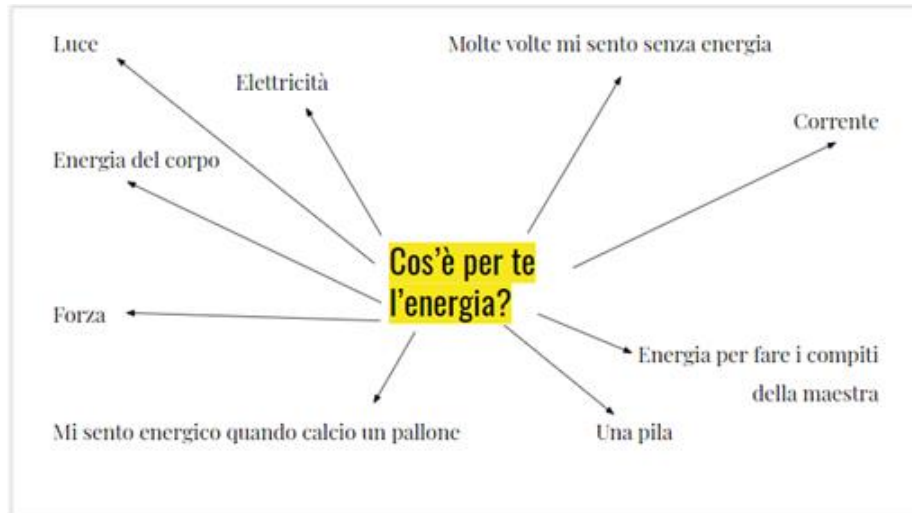 Luce
Molte volte mi sento senza energia
Elettricità
Corrente
Energia del corpo
Cos'è per te
l'energia?
Forza
Energia per fare i compiti
della maestra
Mi sento energico quando calcio un pallone
Una pila